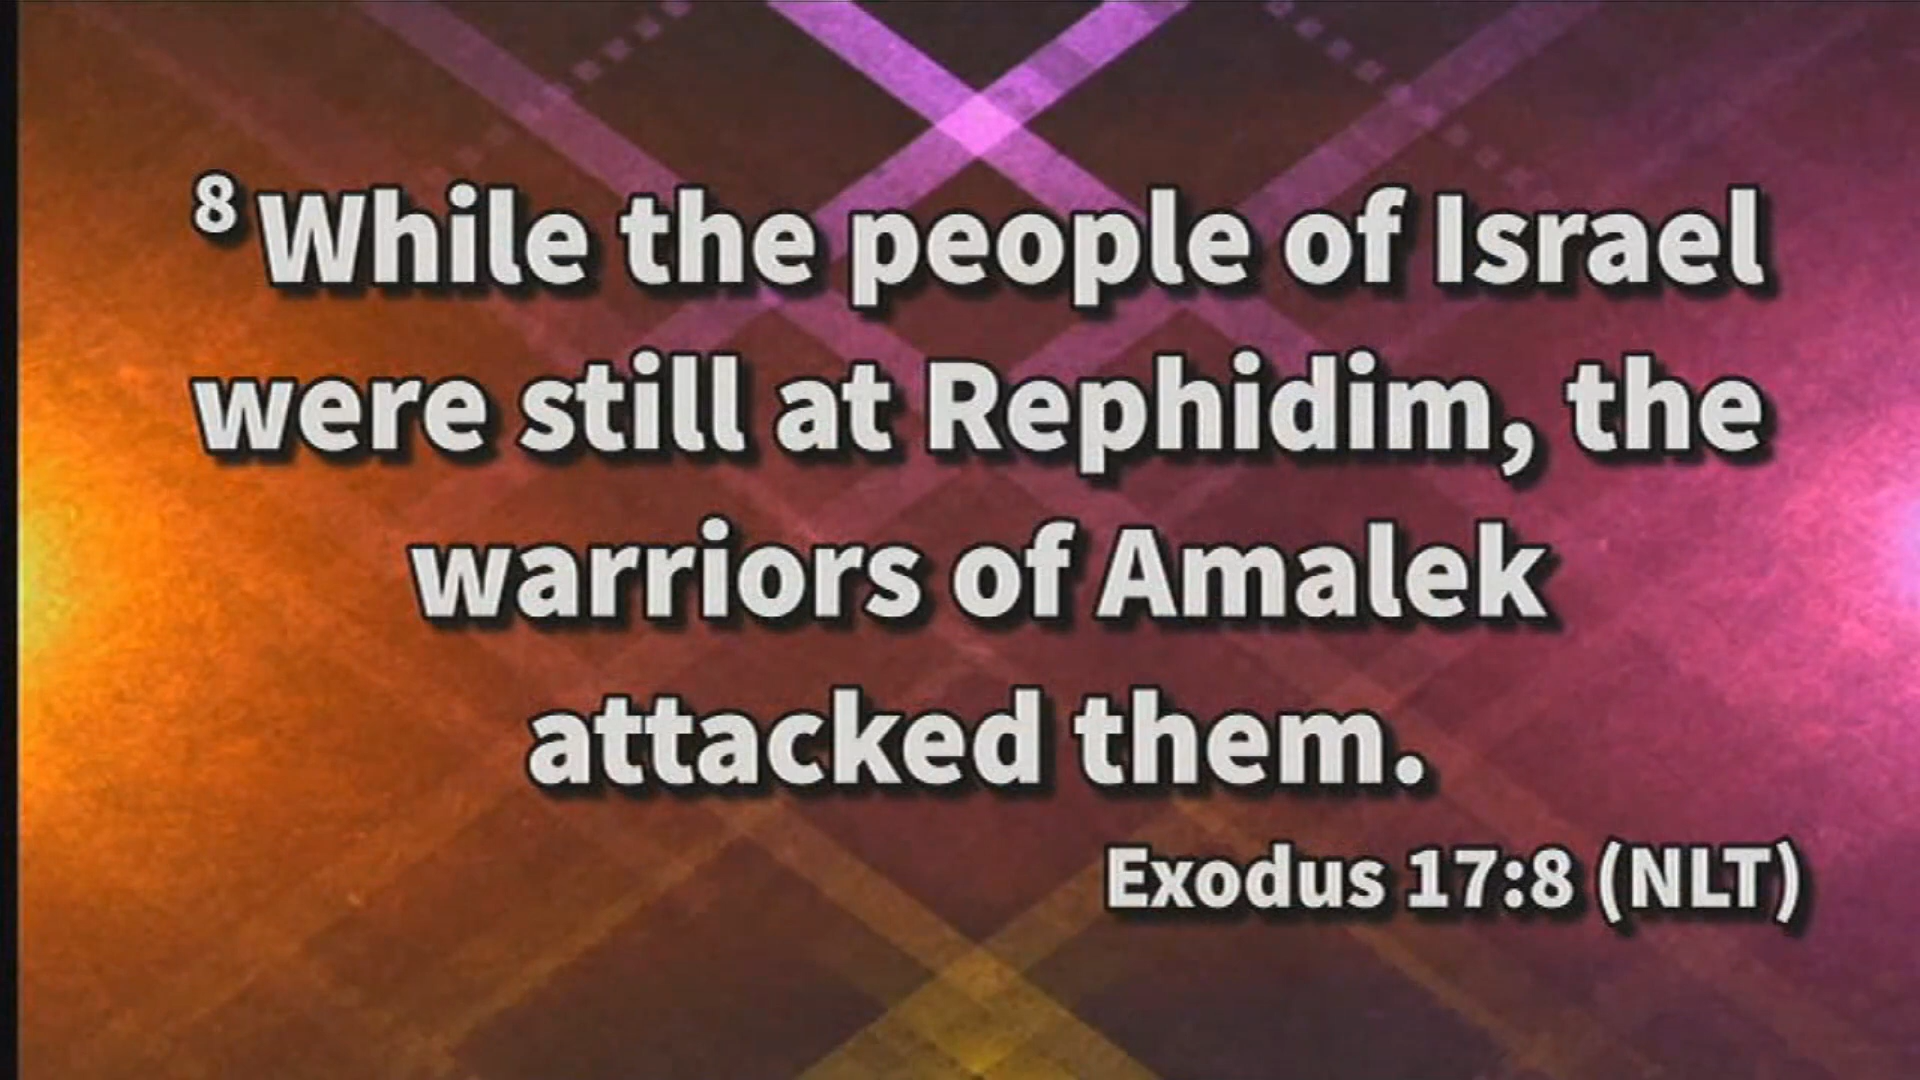 8 While the people of Israel
were still at Rephidim, the
warriors of Amalek
attacked them.
Exodus 17:8 (NLT)